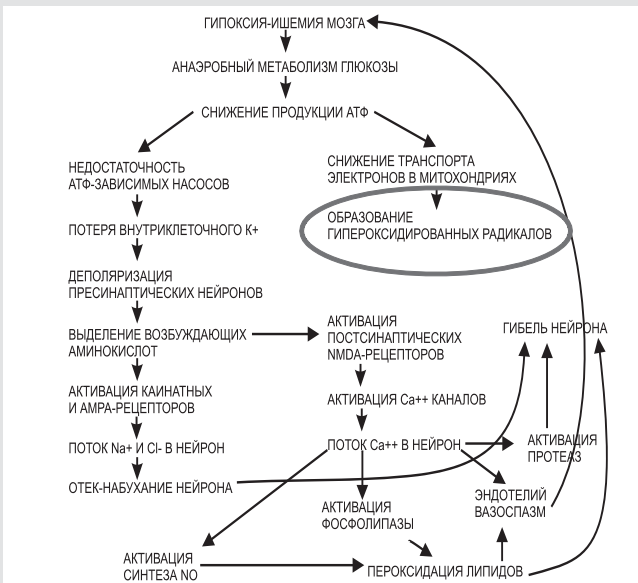 ГИПОКСИЯ-ИШЕМИЯ МОЗГА
АНАЭРОБНЫЙ МЕТАБОЛИЗМ ГЛЮКОЗЫ
СНИЖЕНИЕ ПРОДУКЦИИ АТФ
НЕДОСТАТОЧНОСТЬ
АТФ-ЗАВИСИМЫХ НАСОСОВ
СНИЖЕНИЕ ТРАНСПОРТА
ЭЛЕКТРОНОВ В МИТОХОНДРИЯХ
ПОТЕРЯ ВНУТРИКЛЕТОЧНОГО К+
ОБРАЗОВАНИЕ
ГИПЕРОКСИДИРОВАННЫХ РАДИКАЛОВ
ДЕПОЛЯРИЗАЦИЯ
ПРЕСИНАПТИЧЕСКИХ НЕЙРОНОВ
ВЫДЕЛЕНИЕ ВОЗБУЖДАЮЩИХ
АМИНОКИСЛОТ
АКТИВАЦИЯ
ПОСТСИНАПТИЧЕСКИХ
NMDA-РЕЦЕПТОРОВ
ГИБЕЛЬ НЕЙРОНА
АКТИВАЦИЯ КАИНАТНЫХ
И АМРА-РЕЦЕПТОРОВ
АКТИВАЦИЯ Са++ КАНАЛОВ
ПОТОК Na+ И Cl- В НЕЙРОН
ПОТОК Са++ В НЕЙРОН
АКТИВАЦИЯ
ПРОТЕАЗ
ОТЕК-НАБУХАНИЕ НЕЙРОНА
ЭНДОТЕЛИЙ
ВАЗОСПАЗМ
АКТИВАЦИЯ
ФОСФОЛИПАЗЫ
АКТИВАЦИЯ
СИНТЕЗА NO
ПЕРОКСИДАЦИЯ ЛИПИДОВ